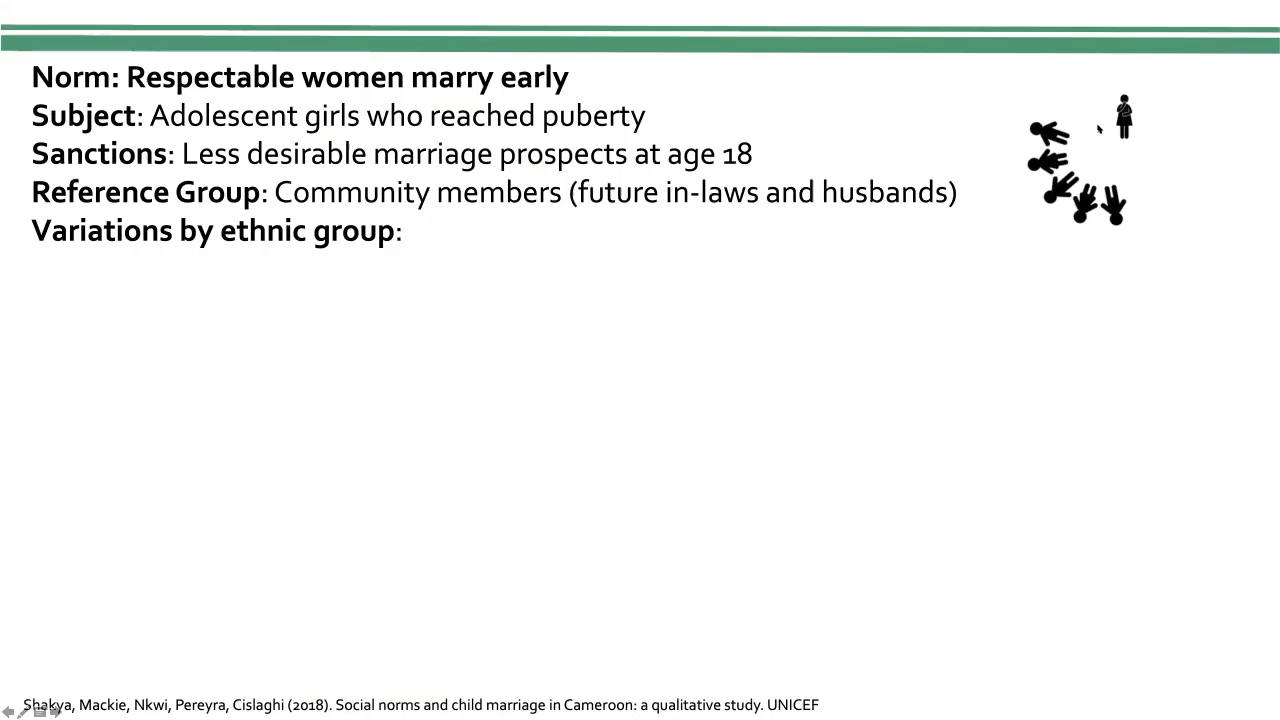 Norm: Respectable women marry early
Subject: Adolescent girls who reached puberty
Sanctions: Less desirable marriage prospects at age 18
Reference Group: Community members (future in-laws and husbands)
Variations by ethnic group:
Shakya, Mackie, Nkwi, Pereyra, Cislaghi (2018). Social norms and child marriage in Cameroon: a qualitative study. UNICEF